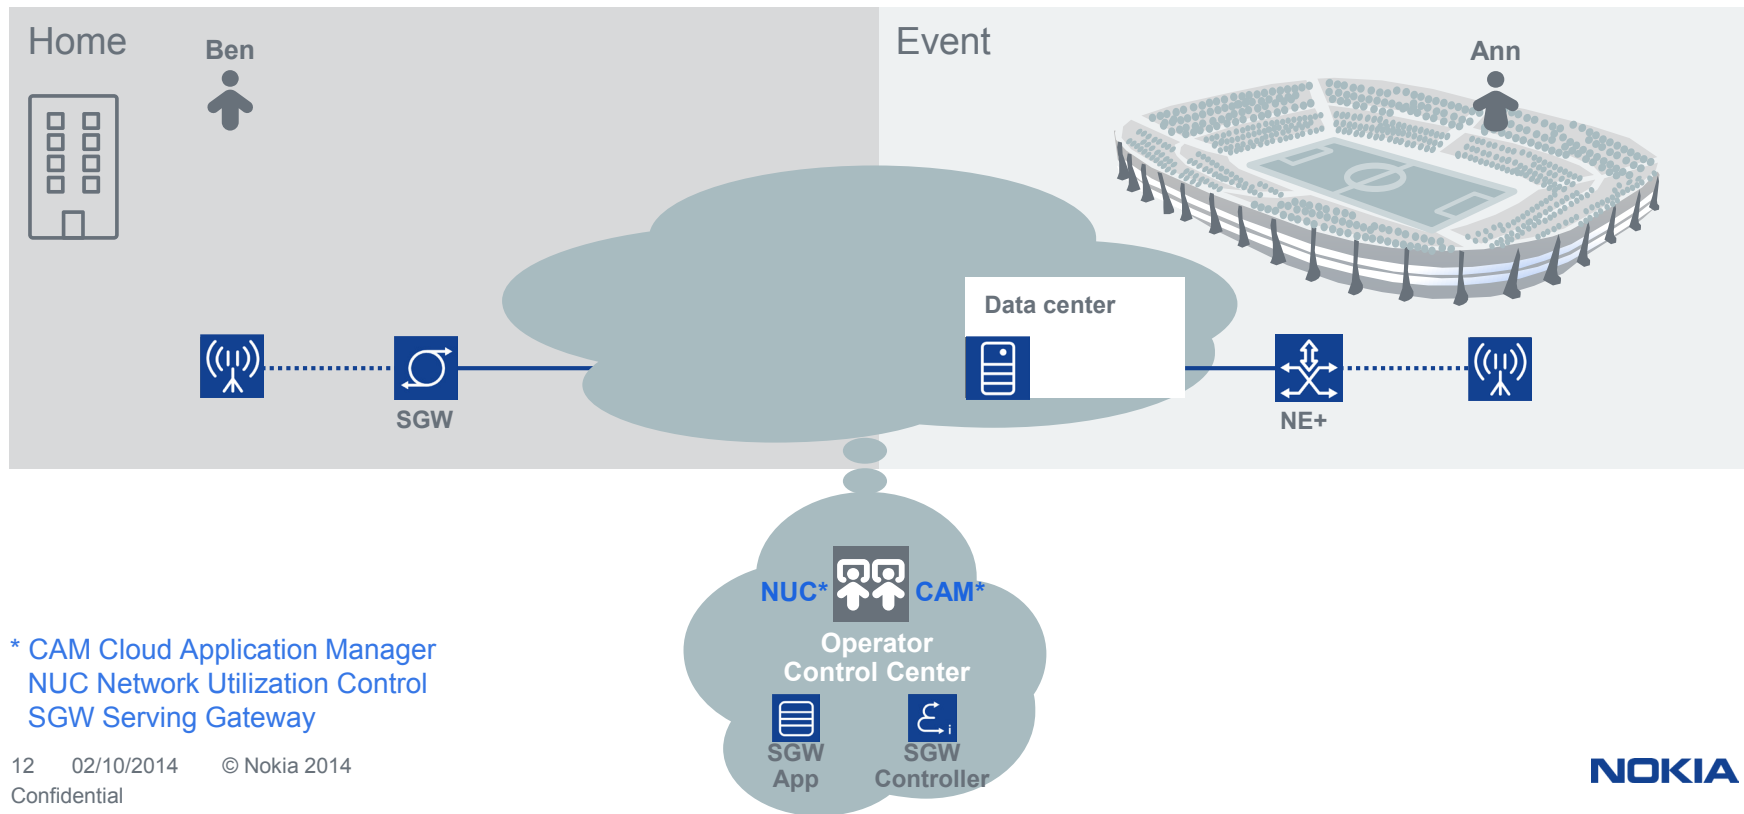 Home
Ben
Event
Ann
Data center
SGW
NE+
NUC*
CAM*
Operator
Control Center
SGW
App
SGW
Controller
i
* CAM Cloud Application Manager
NUC Network Utilization Control
SGW Serving Gateway
12 02/10/2014 © Nokia 2014
Confidential
NOKIA